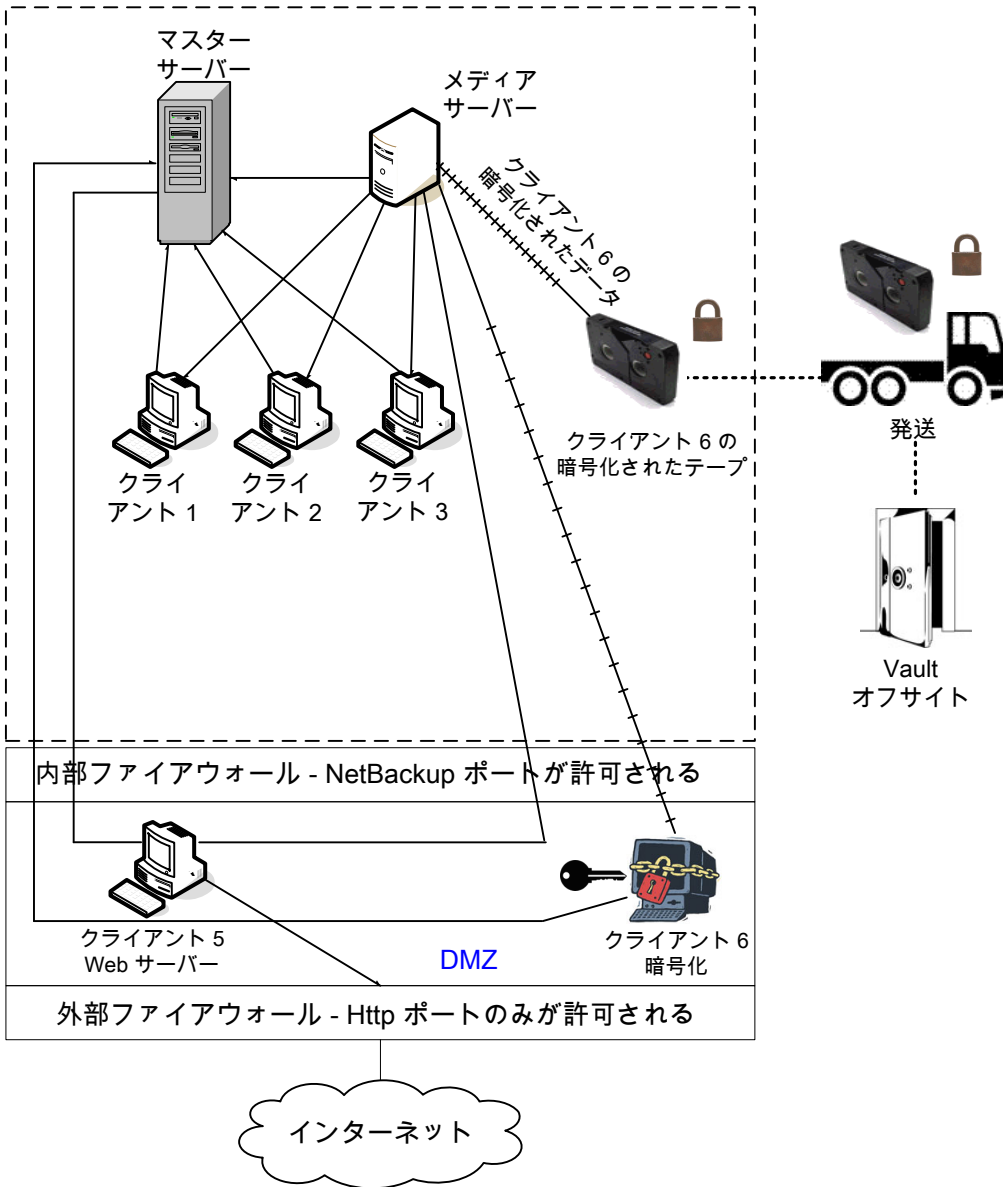 マスター
サーバー
メディア
サーバー
クライアント 6 の
暗号化されたデータ
クライ
アント 1
クライ
アント 2
クライ
アント 3
クライアント 6 の
暗号化されたテープ
発送
Vault
オフサイト
内部ファイアウォール - NetBackup ポートが許可される
クライアント 5
Web サーバー
DMZ
クライアント 6
暗号化
外部ファイアウォール - Http ポートのみが許可される
インターネット